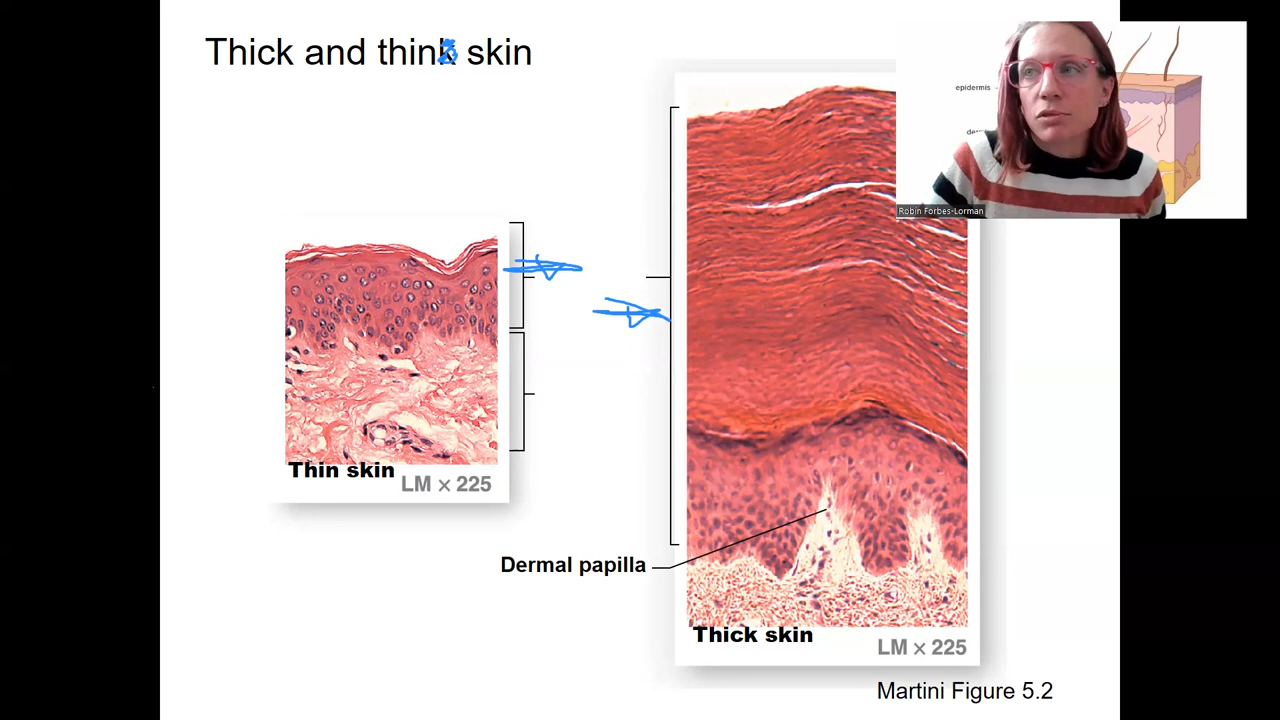 Thick and think skin
epidermis
Robin Forbes-Lorman
Thin skin
LM × 225
Dermal papilla
Thick skin
LM × 225
Martini Figure 5.2